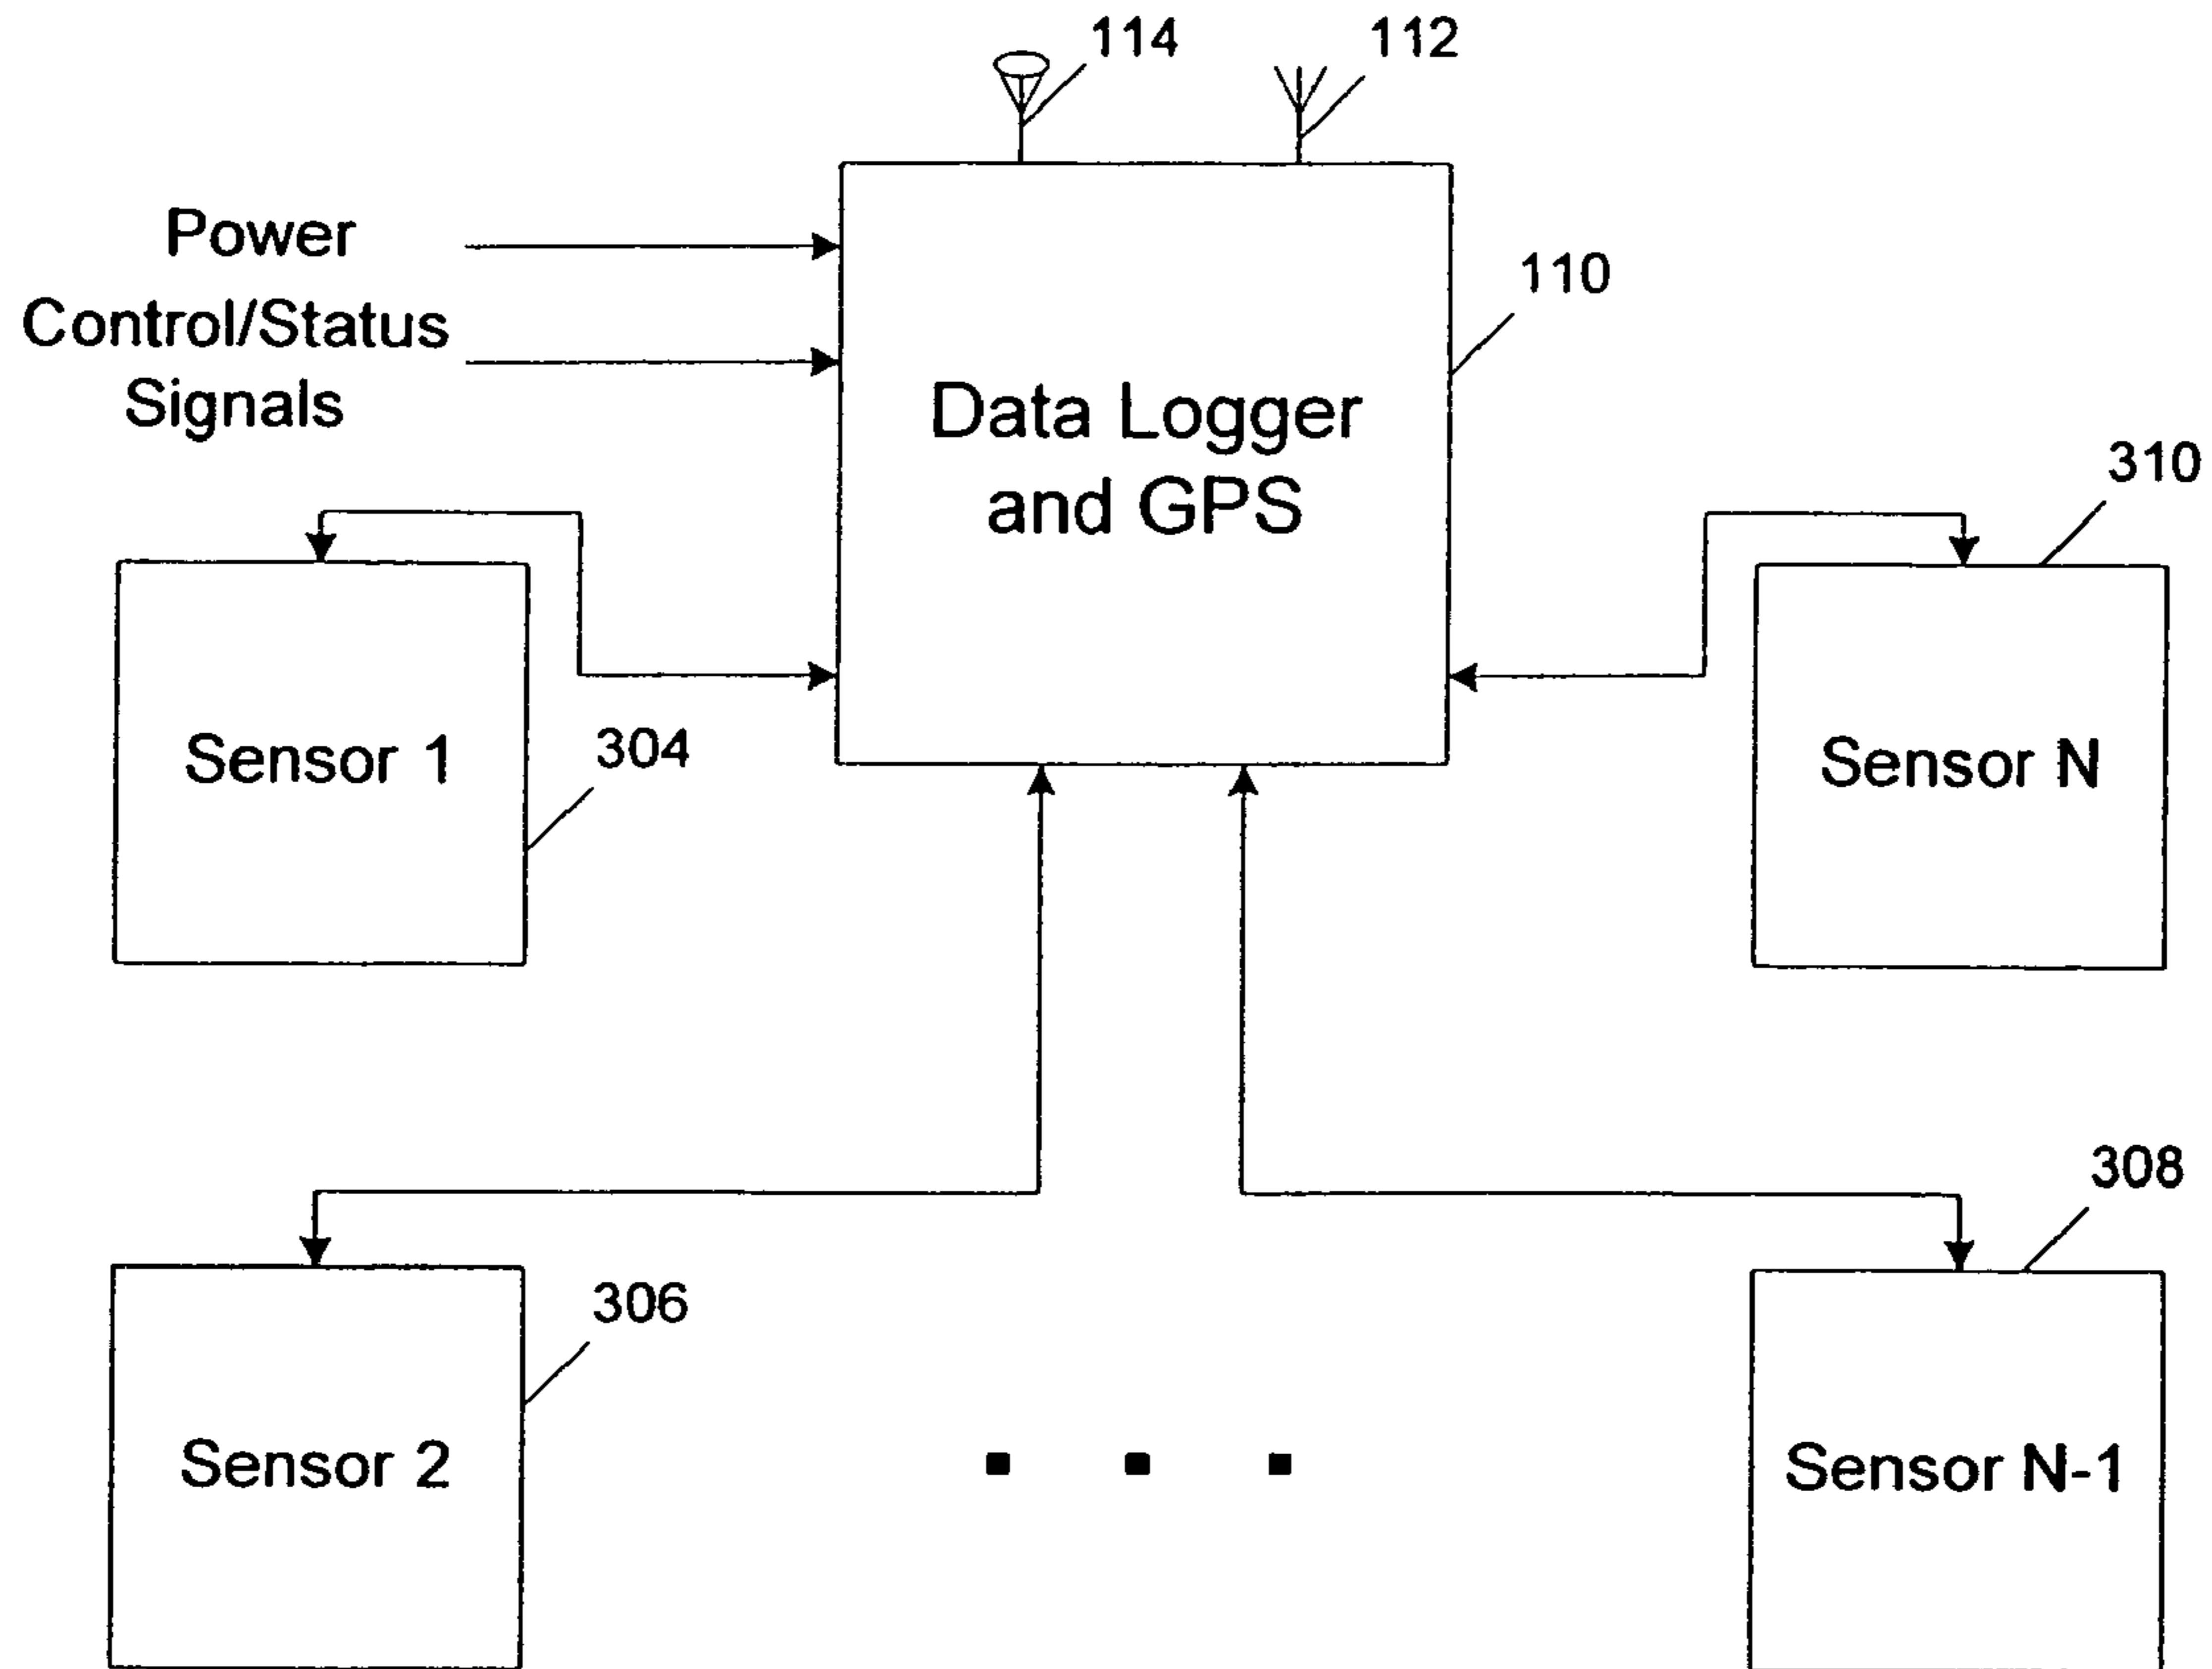 114
112
Power
Control/Status
Signals
110
Data Logger
and GPS
310
Sensor 1
304
Sensor N
308
306
Sensor 2
Sensor N-1